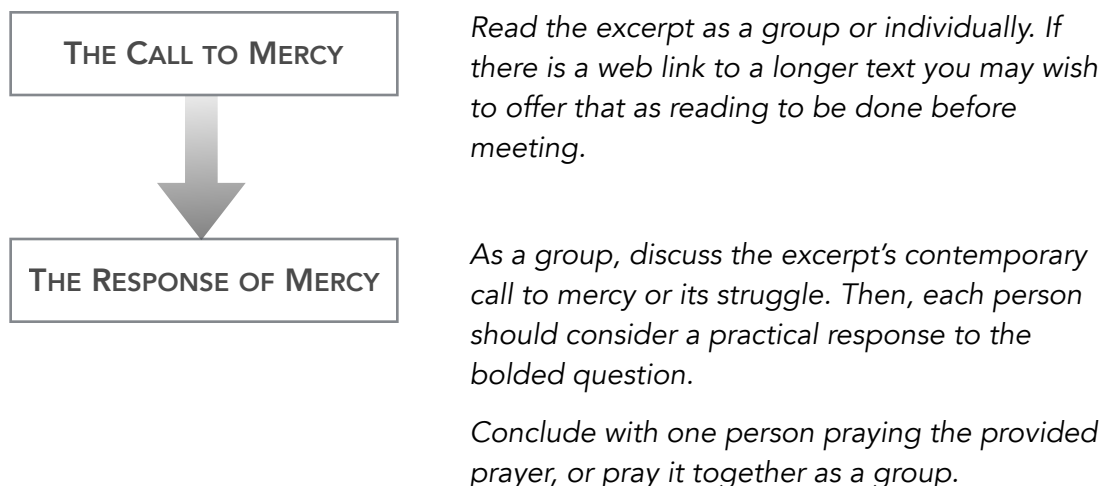 THE CALL TO MERCY
Read the excerpt as a group or individually. If
there is a web link to a longer text you may wish
to offer that as reading to be done before
meeting.
THE RESPONSE OF MERCY
As a group, discuss the excerpt’s contemporary
call to mercy or its struggle. Then, each person
should consider a practical response to the
bolded question.
Conclude with one person praying the provided
prayer, or pray it together as a group.